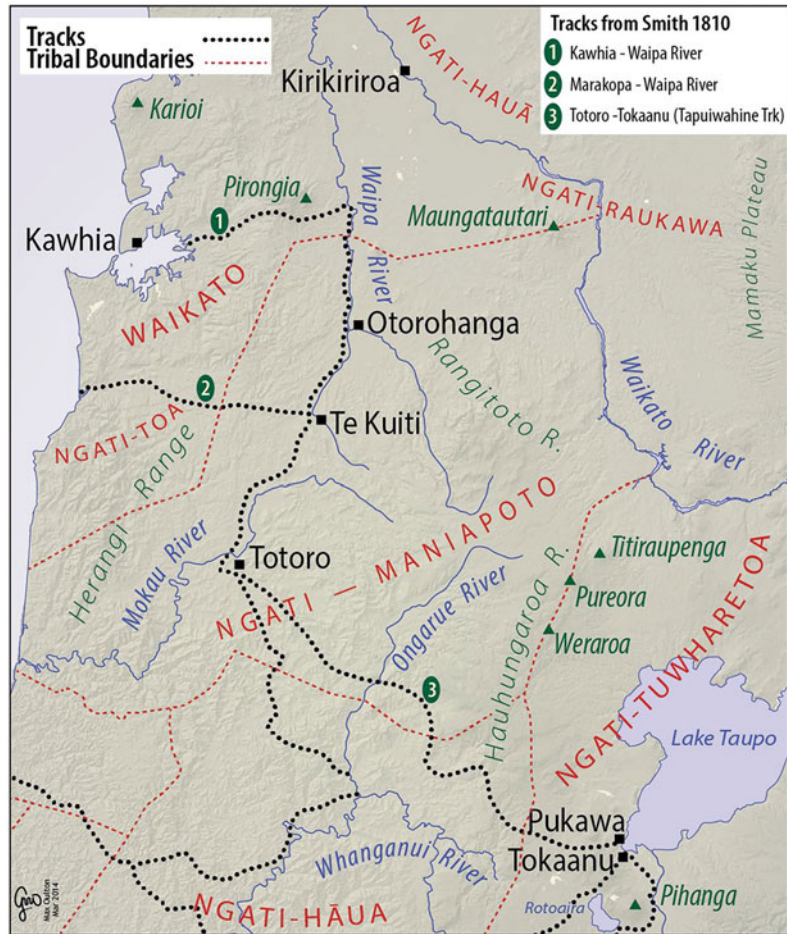 Tracks
Tribal Boundaries
Tracks from Smith 1810
1 Kawhia - Waipa River
2 Marakopa - Waipa River
3 Totoro -Tokaanu (Tapuiwahine Trk)
NGATI-HAUĀ
Kirikiriroa
Karioi
Pirongia
Waipa River
Maungatautari
NGATI-RAUKAWA
Mamaku Plateau
1
Kawhia
WAIKATO
Otorohanga
Rangitoto R.
Waikato River
2
NGATI-TOA
Te Kuiti
Herangi Range
Mokau River
Totoro
NGATI — MANIAPOTO
Titiraupenga
Pureora
Weraroa
Ongarue River
Hauhungaroa R.
NGATI-TUWHARETOA
3
Lake Taupo
Pukawa
Tokaanu
Whanganui River
NGATI-HĀUA
Rotoaira
Pihanga
Max Oulton
Mar 2014